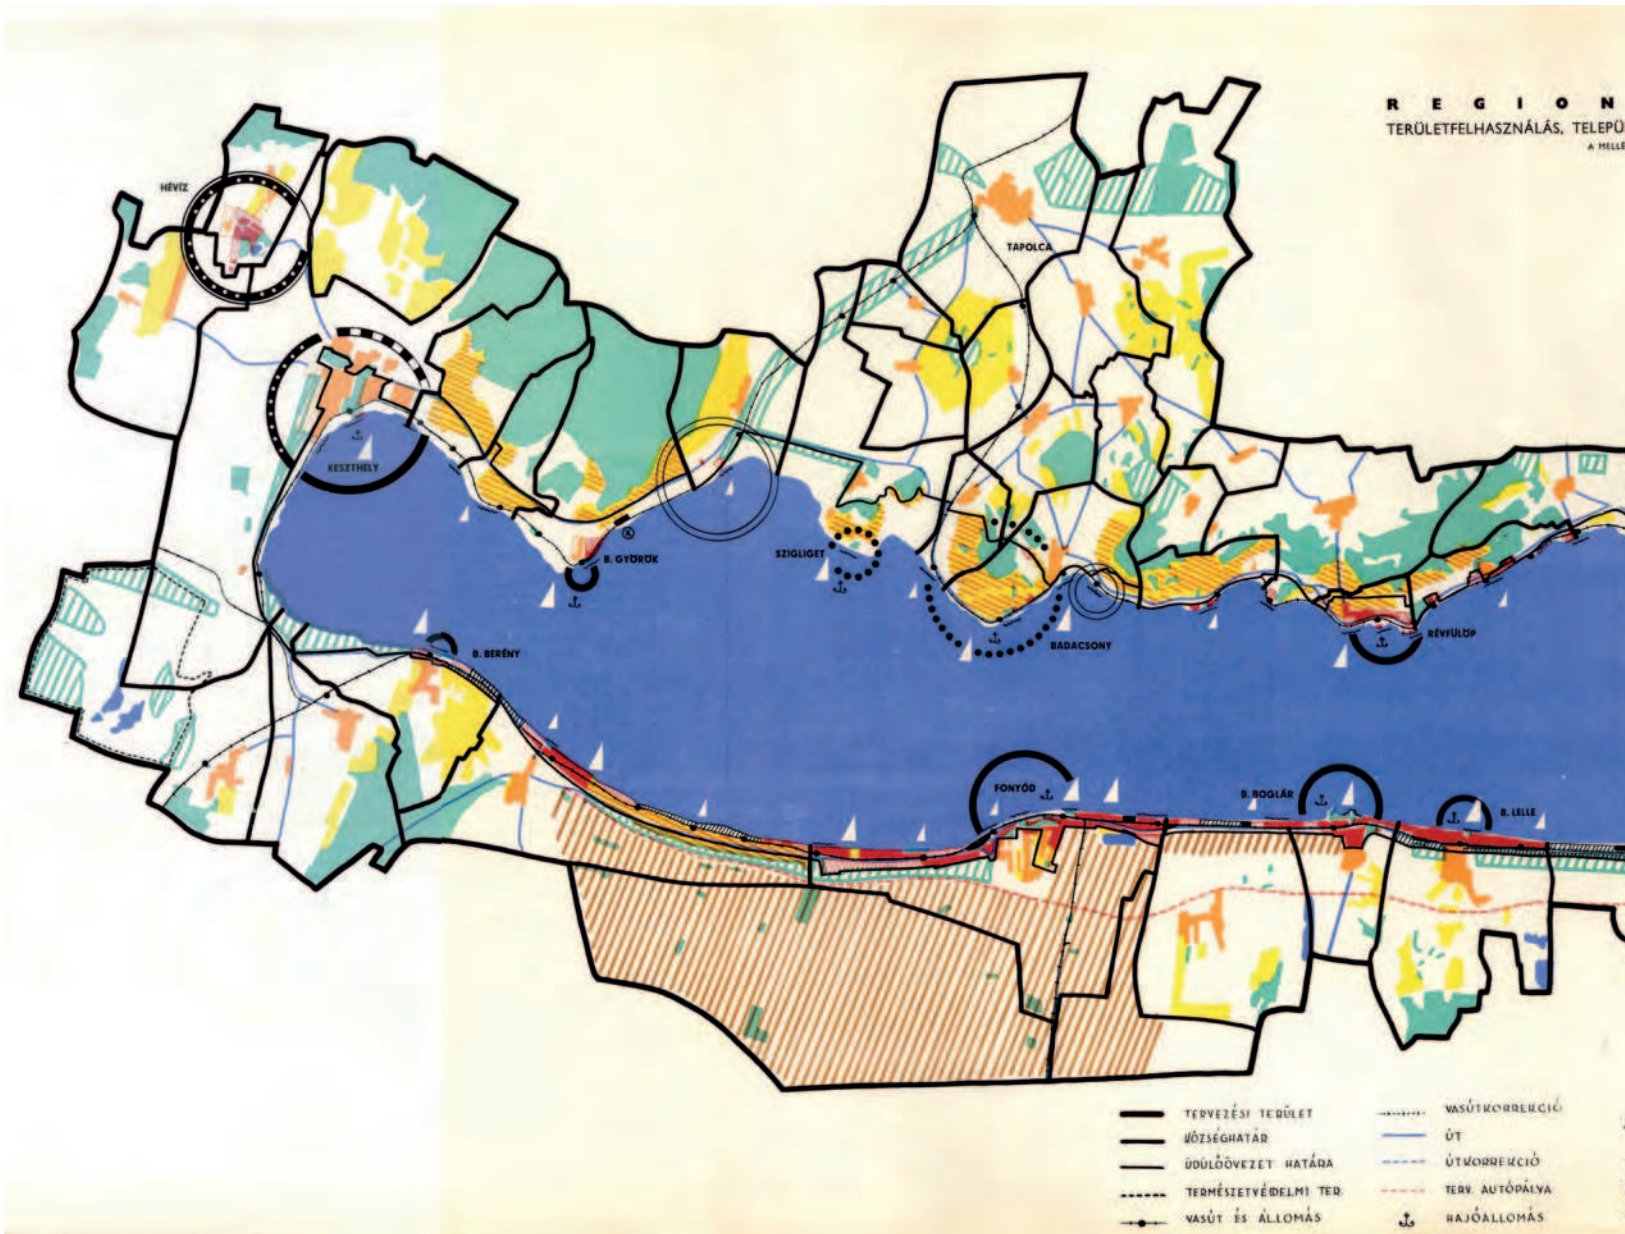 R E G I O N
TERÜLETFELHASZNÁLÁS, TELEPÜ
A MELLÉ
HÉVÍZ
TAPOLCA
KESZTHELY
B. GYÖRÖK
SZIGLIGET
BADACSONY
RÉVFÜLÖP
B. BERÉNY
FONYÓD
B. BOGLÁR
B. LELLE
TERVEZÉSI TERÜLET
KÖZSÉGHATÁR
ÜDÜLŐÖVEZET HATÁRA
TERMÉSZETVÉDELMI TER.
VASÚT ÉS ÁLLOMÁS
VASÚTKORREKCIÓ
ÚT
ÚTKORREKCIÓ
TERV. AUTÓPÁLYA
HAJÓÁLLOMÁS